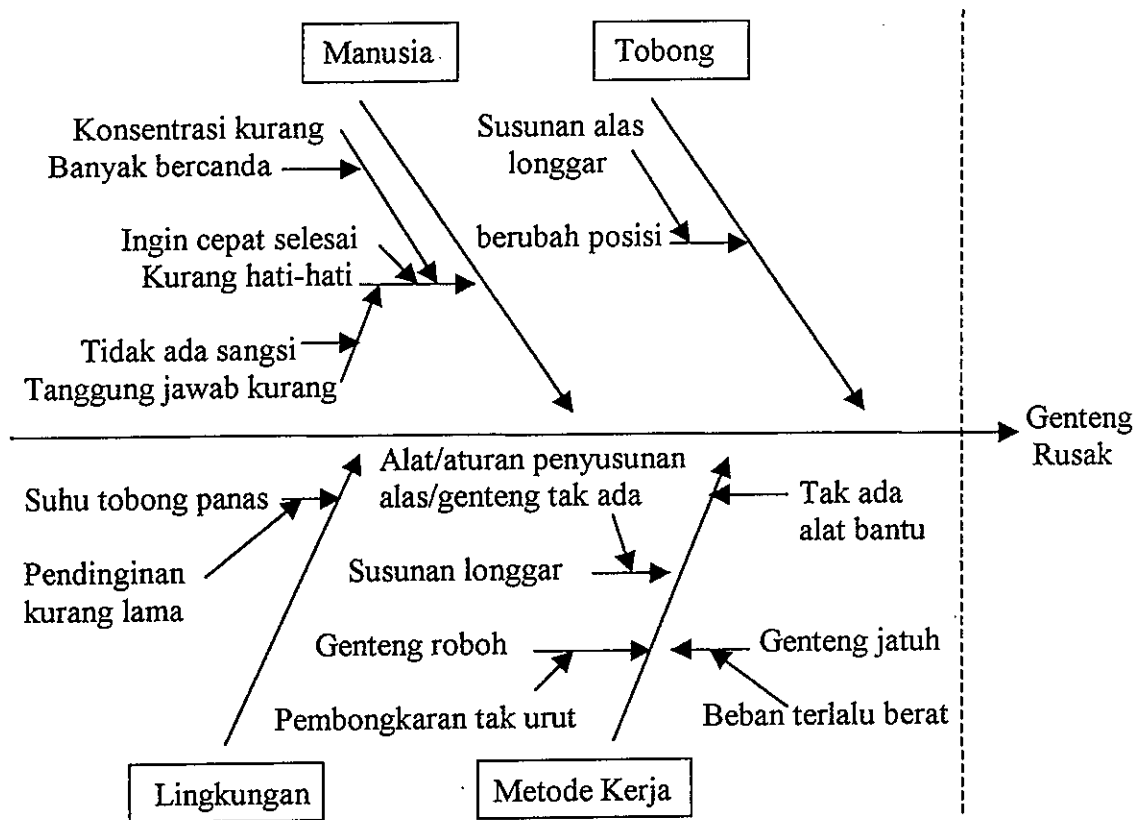 Manusia
Tobong
Konsentrasi kurang
Banyak bercanda
Susunan alas
longgar
Ingin cepat selesai
Kurang hati-hati
berubah posisi
Tidak ada sangsi
Tanggung jawab kurang
Genteng
Rusak
Alat/aturan penyusunan
alas/genteng tak ada
Suhu tobong panas
Tak ada
alat bantu
Pendinginan
kurang lama
Susunan longgar
Genteng roboh
Genteng jatuh
Pembongkaran tak urut
Beban terlalu berat
Lingkungan
Metode Kerja